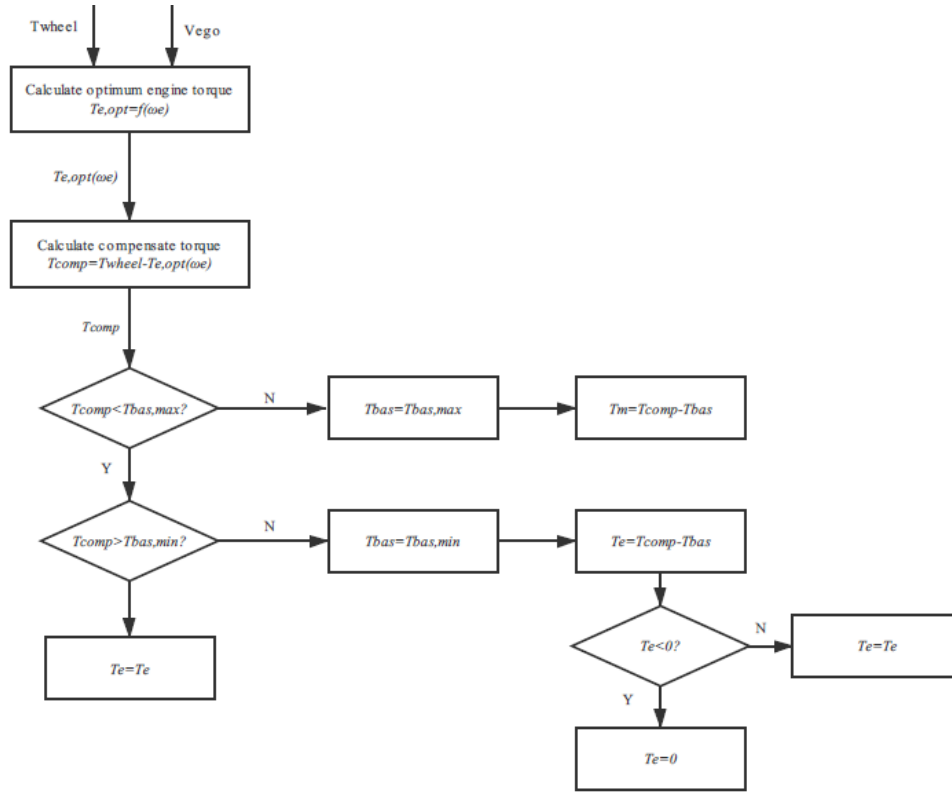 Twheel
Vego
Calculate optimum engine torque
Te,opt=f(ωe)
Te,opt(ωe)
Calculate compensate torque
Tcomp=Twheel-Te,opt(ωe)
Tcomp
Tcomp<Tbas,max?
N
Tbas=Tbas,max
Tm=Tcomp-Tbas
Y
Tcomp>Tbas,min?
N
Tbas=Tbas,min
Te=Tcomp-Tbas
Te=Te
Te<0?
N
Te=Te
Y
Te=0